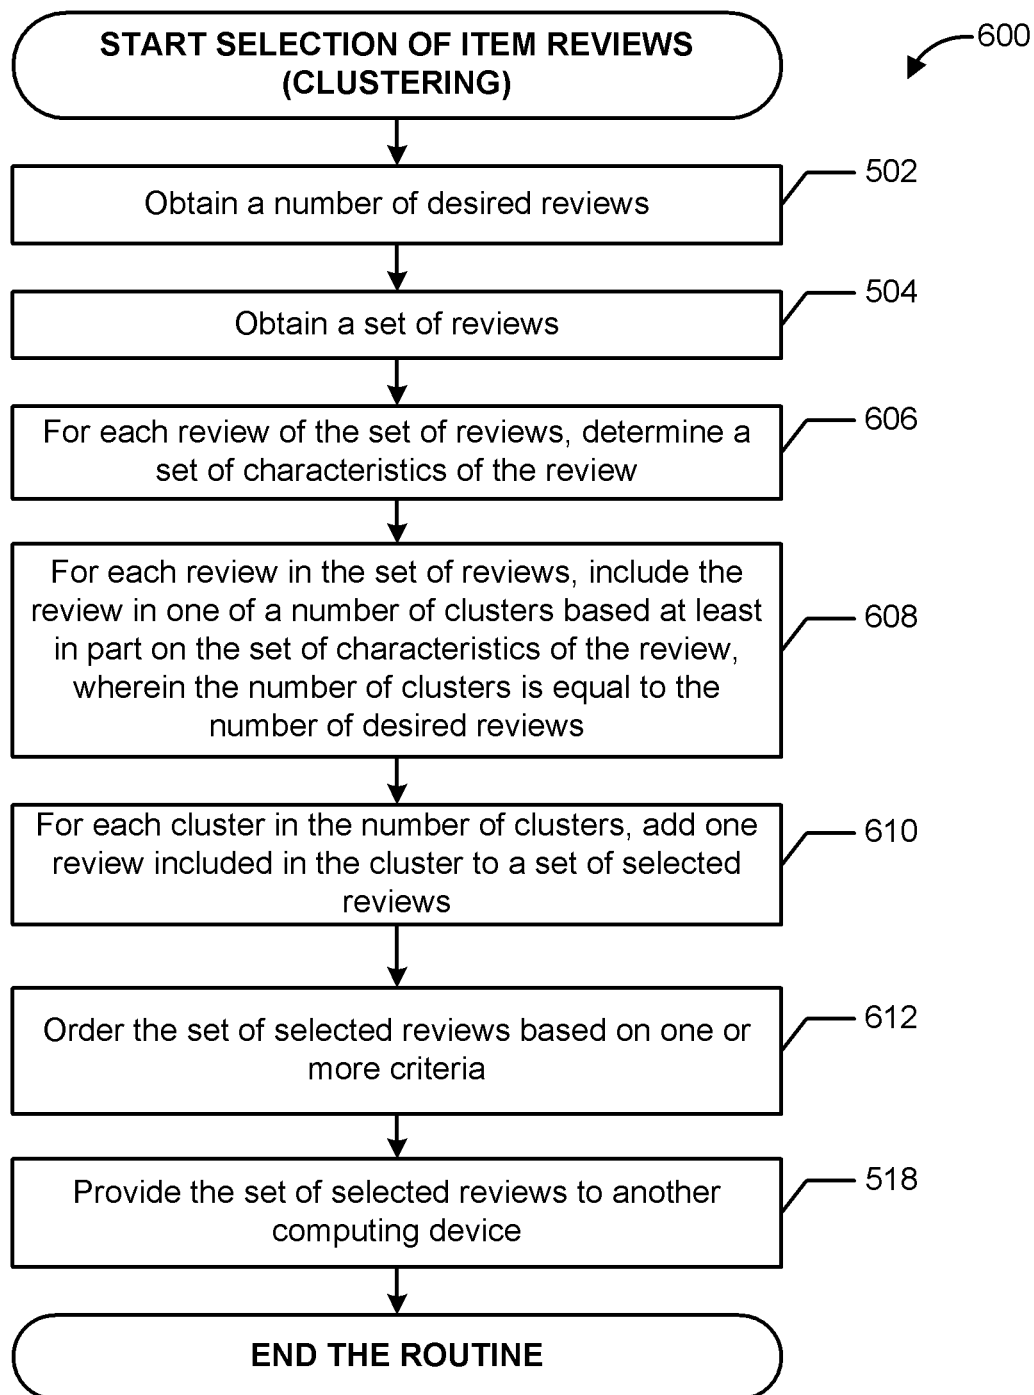 START SELECTION OF ITEM REVIEWS
(CLUSTERING)
600
Obtain a number of desired reviews
502
Obtain a set of reviews
504
For each review of the set of reviews, determine a
set of characteristics of the review
606
For each review in the set of reviews, include the
review in one of a number of clusters based at least
in part on the set of characteristics of the review,
wherein the number of clusters is equal to the
number of desired reviews
608
For each cluster in the number of clusters, add one
review included in the cluster to a set of selected
reviews
610
Order the set of selected reviews based on one or
more criteria
612
Provide the set of selected reviews to another
computing device
518
END THE ROUTINE